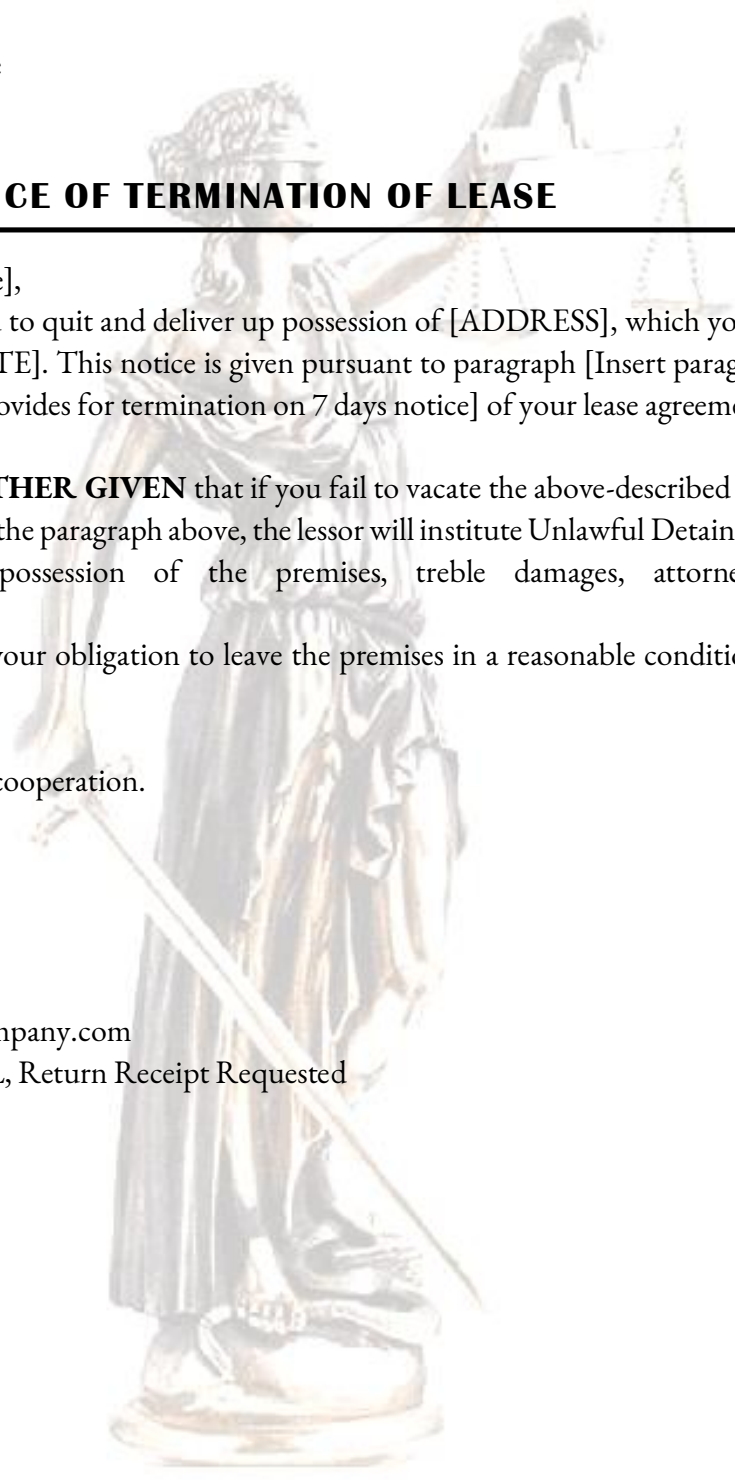 CE OF TERMINATION OF LEASE
e],
to quit and deliver up possession of [ADDRESS], which yo
TE]. This notice is given pursuant to paragraph [Insert parag
ovides for termination on 7 days notice] of your lease agreeme
THER GIVEN that if you fail to vacate the above-described
the paragraph above, the lessor will institute Unlawful Detain
possession of the premises, treble damages, attorne
your obligation to leave the premises in a reasonable conditio
cooperation.
mpany.com
, Return Receipt Requested